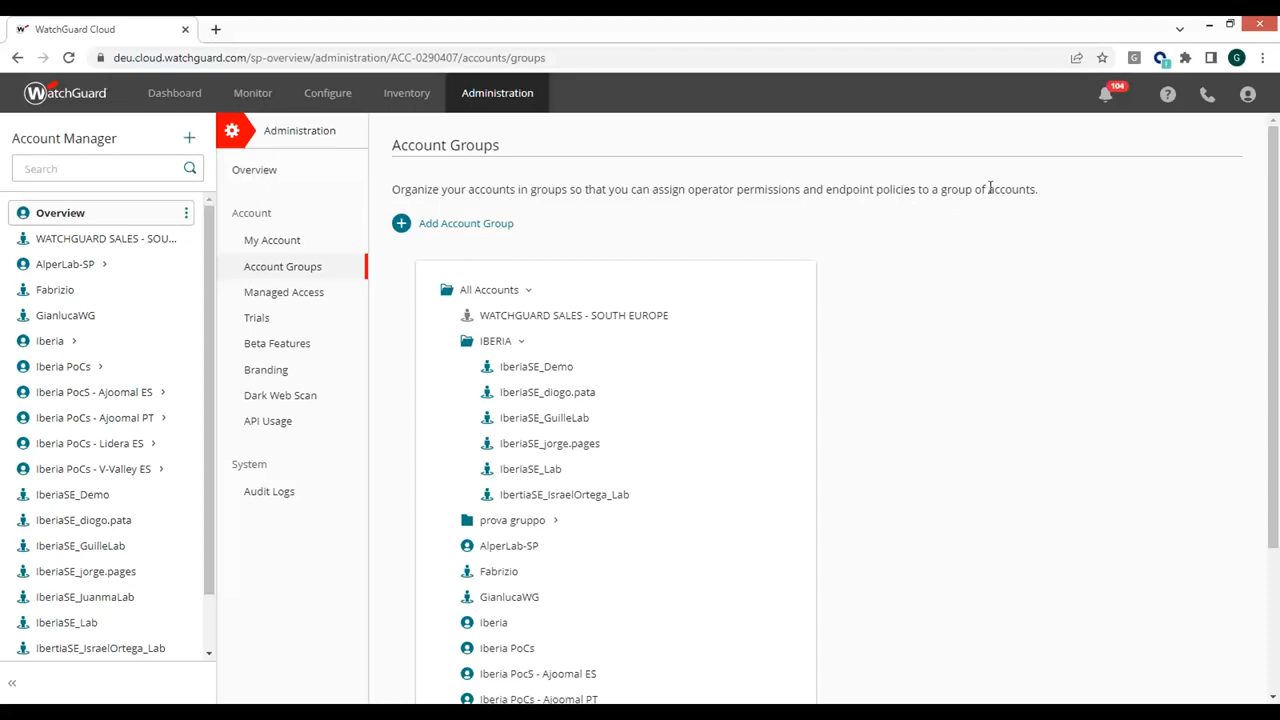 WatchGuard Cloud
deu.cloud.watchguard.com/sp-overview/administration/ACC-0290407/accounts/groups
G
1
G
WatchGuard
Dashboard
Monitor
Configure
Inventory
Administration
104
Account Manager
Search
Overview
WATCHGUARD SALES - SOU...
AlperLab-SP
Fabrizio
GianlucaWG
Iberia
Iberia PoCs
Iberia PocS - Ajoomal ES
Iberia PoCs - Ajoomal PT
Iberia PoCs - Lidera ES
Iberia PoCs - V-Valley ES
IberiaSE_Demo
IberiaSE_diogo.pata
IberiaSE_GuilleLab
IberiaSE_jorge.pages
IberiaSE_JuanmaLab
IberiaSE_Lab
IbertiaSE_IsraelOrtega_Lab
Administration
Overview
Account
My Account
Account Groups
Managed Access
Trials
Beta Features
Branding
Dark Web Scan
API Usage
System
Audit Logs
Account Groups
Organize your accounts in groups so that you can assign operator permissions and endpoint policies to a group of accounts.
Add Account Group
All Accounts
WATCHGUARD SALES - SOUTH EUROPE
IBERIA
IberiaSE_Demo
IberiaSE_diogo.pata
IberiaSE_GuilleLab
IberiaSE_jorge.pages
IberiaSE_Lab
IbertiaSE_IsraelOrtega_Lab
prova gruppo
AlperLab-SP
Fabrizio
GianlucaWG
Iberia
Iberia PoCs
Iberia PocS - Ajoomal ES
Iberia PoCs - Ajoomal PT